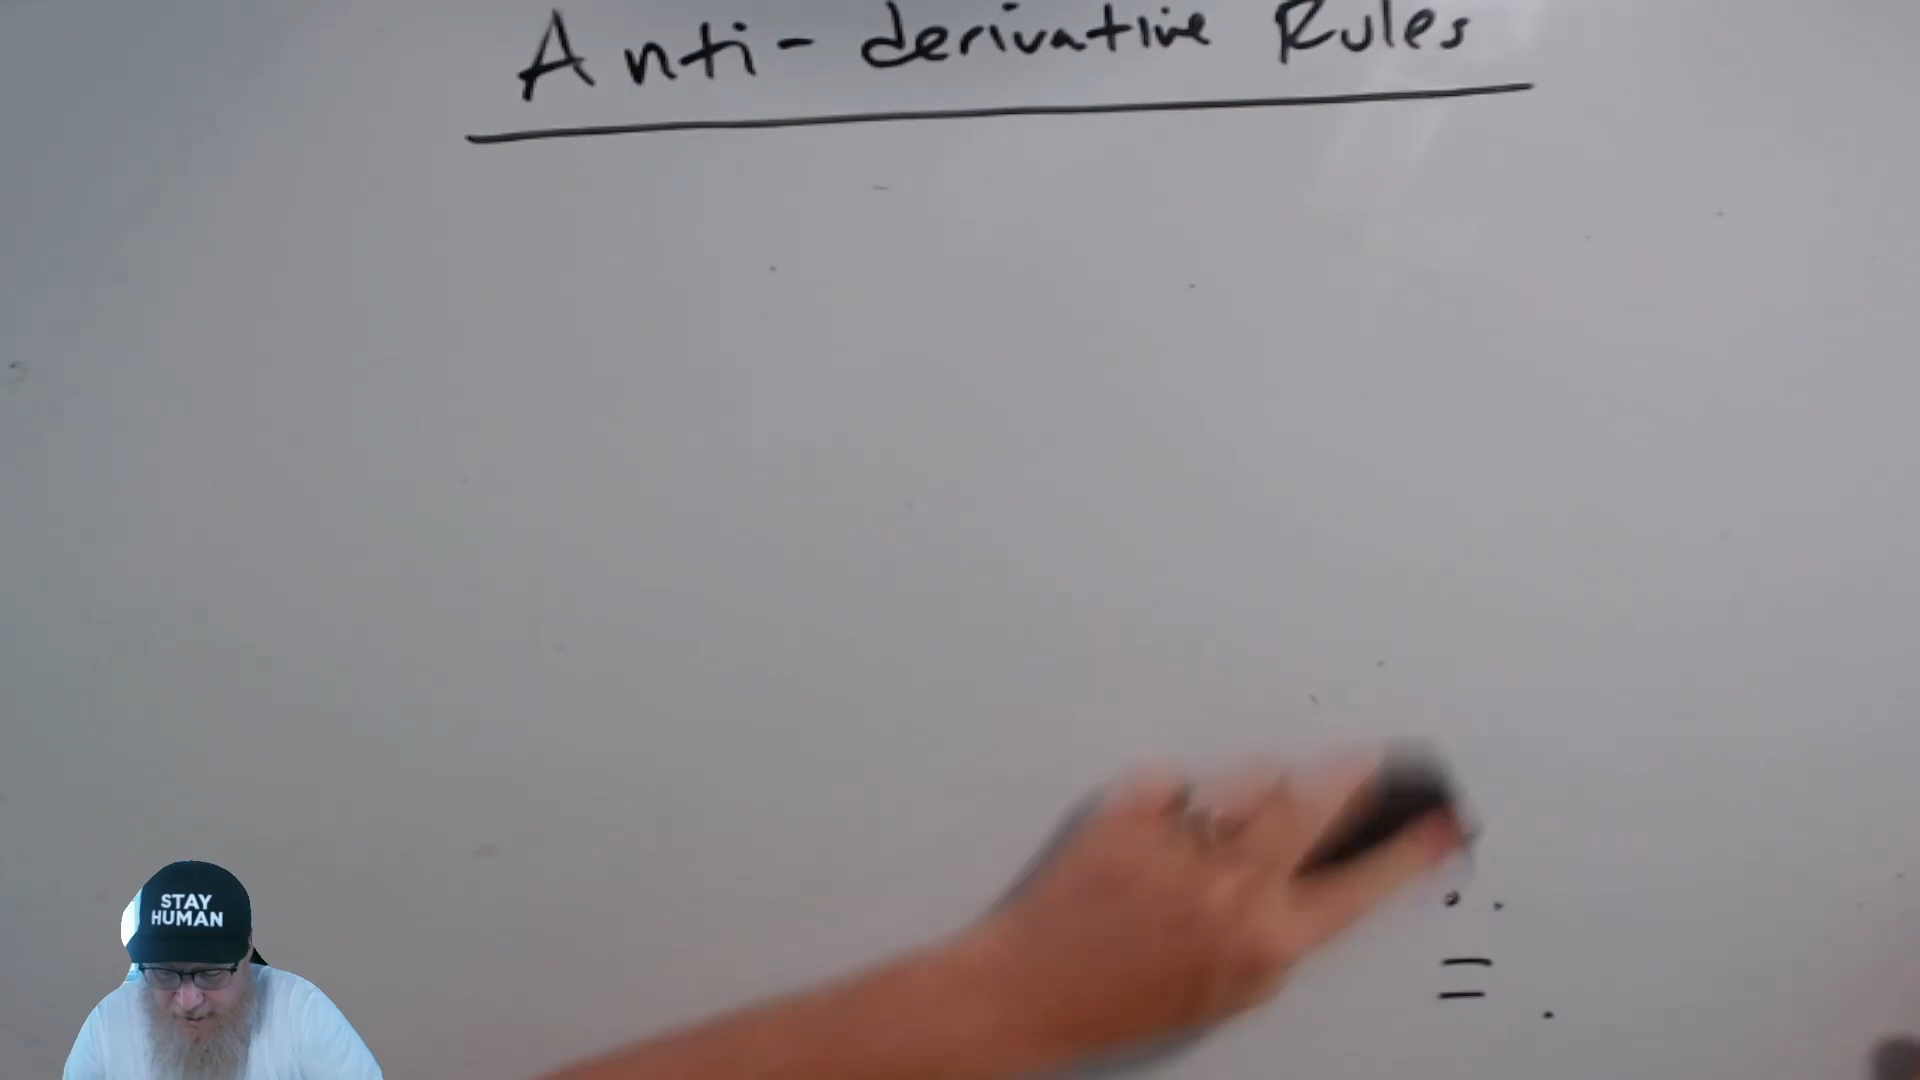 Anti-derivative Rules
=
STAY
HUMAN